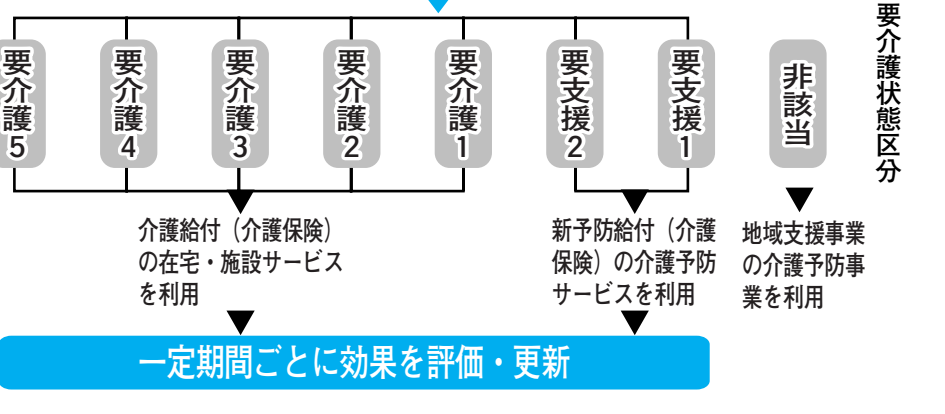 要介護状態区分
非該当
要支援1
要支援2
要介護1
要介護2
要介護3
要介護4
要介護5
地域支援事業
の介護予防事
業を利用
新予防給付（介護
保険）の介護予防
サービスを利用
介護給付（介護保険）
の在宅・施設サービス
を利用
一定期間ごとに効果を評価・更新